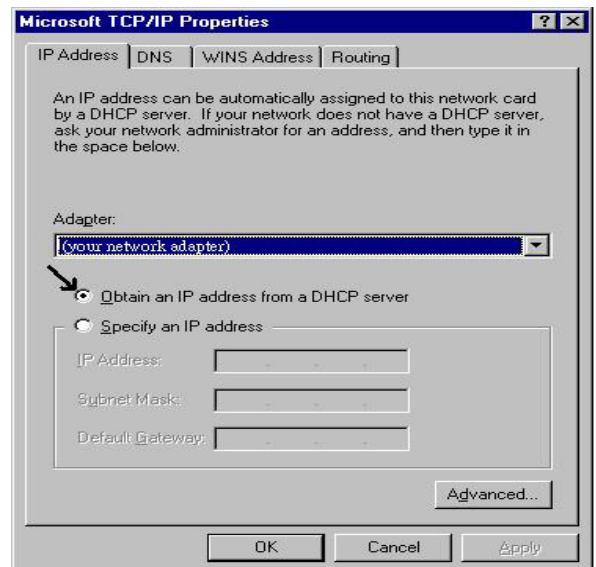 Microsoft TCP/IP Properties
? X
IP Address DNS WINS Address Routing
An IP address can be automatically assigned to this network card
by a DHCP server. If your network does not have a DHCP server,
ask your network administrator for an address, and then type it in
the space below.
Adapter:
(your network adapter)
Obtain an IP address from a DHCP server
Specify an IP address
IP Address:
Subnet Mask:
Default Gateway:
Advanced...
OK Cancel Apply